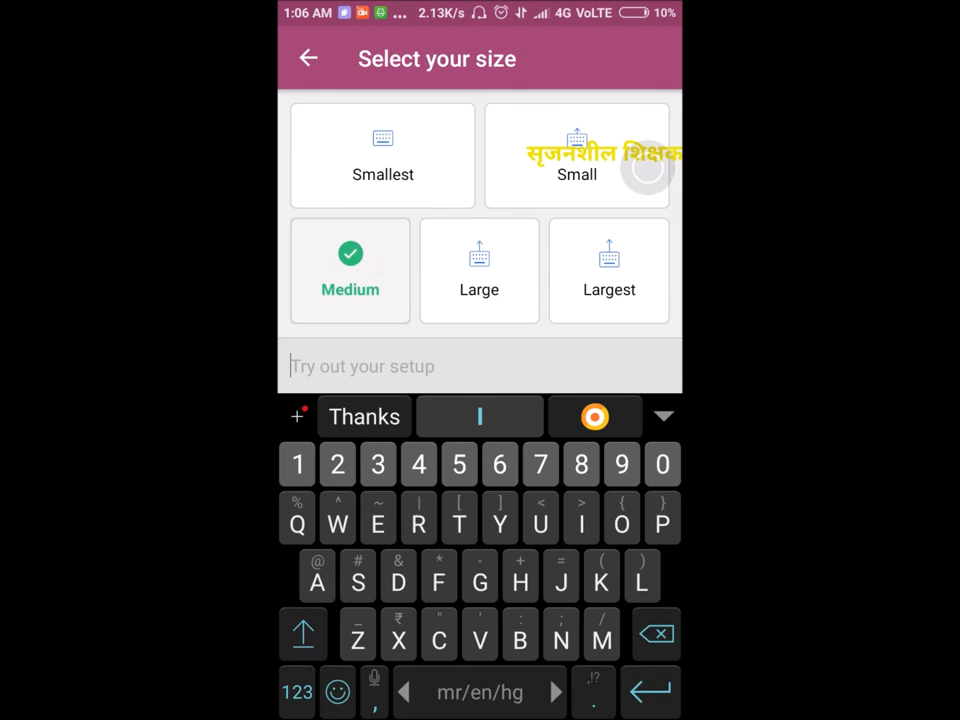 1:06 AM ... 2.13K/s 4G VoLTE 10%
Select your size
सृजनशील शिक्षक
Smallest Small
Medium Large Largest
Try out your setup
+ Thanks I
1 2 3 4 5 6 7 8 9 0
% ^ ~ | [ ] < > { }
Q W E R T Y U I O P
@ # & * - + = ( )
A S D F G H J K L
_ ₹ " ' : ; /
Z X C V B N M
,!?
123 , mr/en/hg .